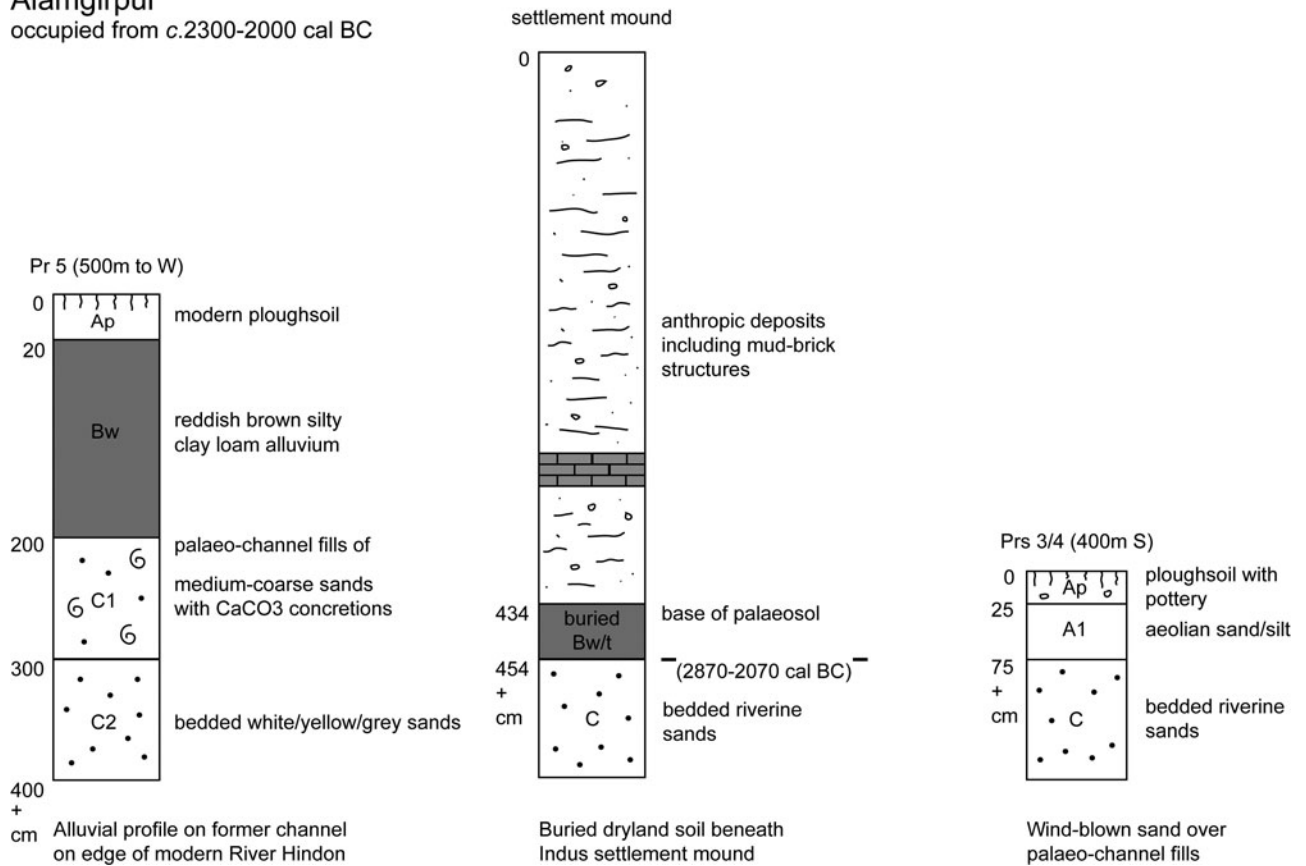 Alamgirpur
occupied from c.2300-2000 cal BC
Pr 5 (500m to W)
0
Ap
modern ploughsoil
20
Bw
reddish brown silty
clay loam alluvium
200
palaeo-channel fills of
C1
medium-coarse sands
with CaCO3 concretions
300
C2
bedded white/yellow/grey sands
400
+
cm
Alluvial profile on former channel
on edge of modern River Hindon
settlement mound
0
anthropic deposits
including mud-brick
structures
434
buried
Bw/t
base of palaeosol
454
+
cm
(2870-2070 cal BC)
C
bedded riverine
sands
Buried dryland soil beneath
Indus settlement mound
Prs 3/4 (400m S)
0
Ap
ploughsoil with
pottery
25
A1
aeolian sand/silt
75
+
cm
C
bedded riverine
sands
Wind-blown sand over
palaeo-channel fills